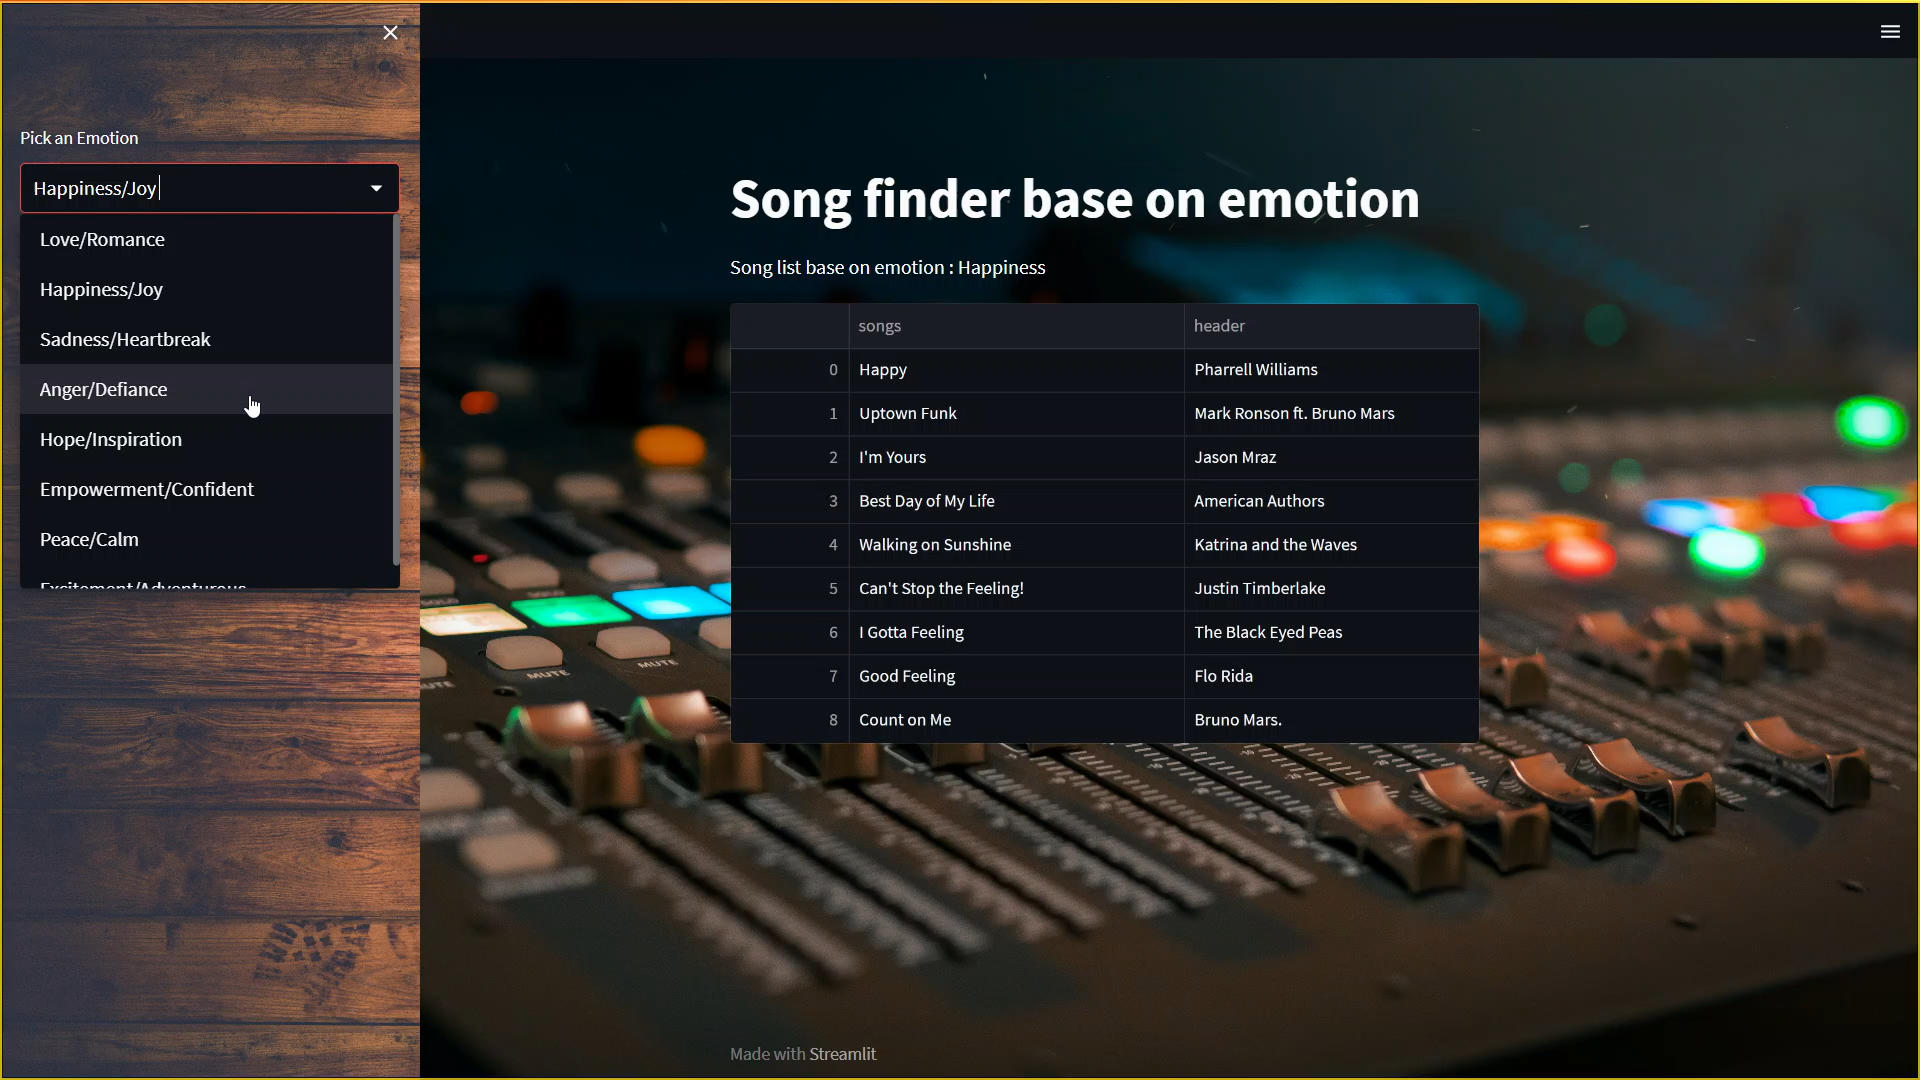 Pick an Emotion
Happiness/Joy
Love/Romance
Happiness/Joy
Sadness/Heartbreak
Anger/Defiance
Hope/Inspiration
Empowerment/Confident
Peace/Calm
Excitement/Adventurous
Song finder base on emotion
Song list base on emotion : Happiness
songs header
0 Happy Pharrell Williams
1 Uptown Funk Mark Ronson ft. Bruno Mars
2 I'm Yours Jason Mraz
3 Best Day of My Life American Authors
4 Walking on Sunshine Katrina and the Waves
5 Can't Stop the Feeling! Justin Timberlake
6 I Gotta Feeling The Black Eyed Peas
7 Good Feeling Flo Rida
8 Count on Me Bruno Mars.
MUTE
MUTE
Made with Streamlit